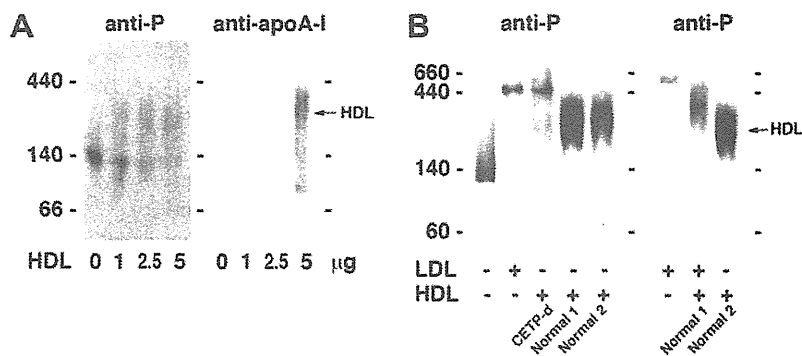 A
anti-P
anti-apoA-I
440 -
-
-
140 -
-
-
66 -
-
-
HDL
HDL 0 1 2.5 5 0 1 2.5 5 μg
B
anti-P
anti-P
660 -
-
-
440 -
-
-
140 -
-
-
60 -
-
-
HDL
LDL - + - - - + + -
HDL - - + + + - + +
CETP-d
Normal 1
Normal 2
Normal 1
Normal 2